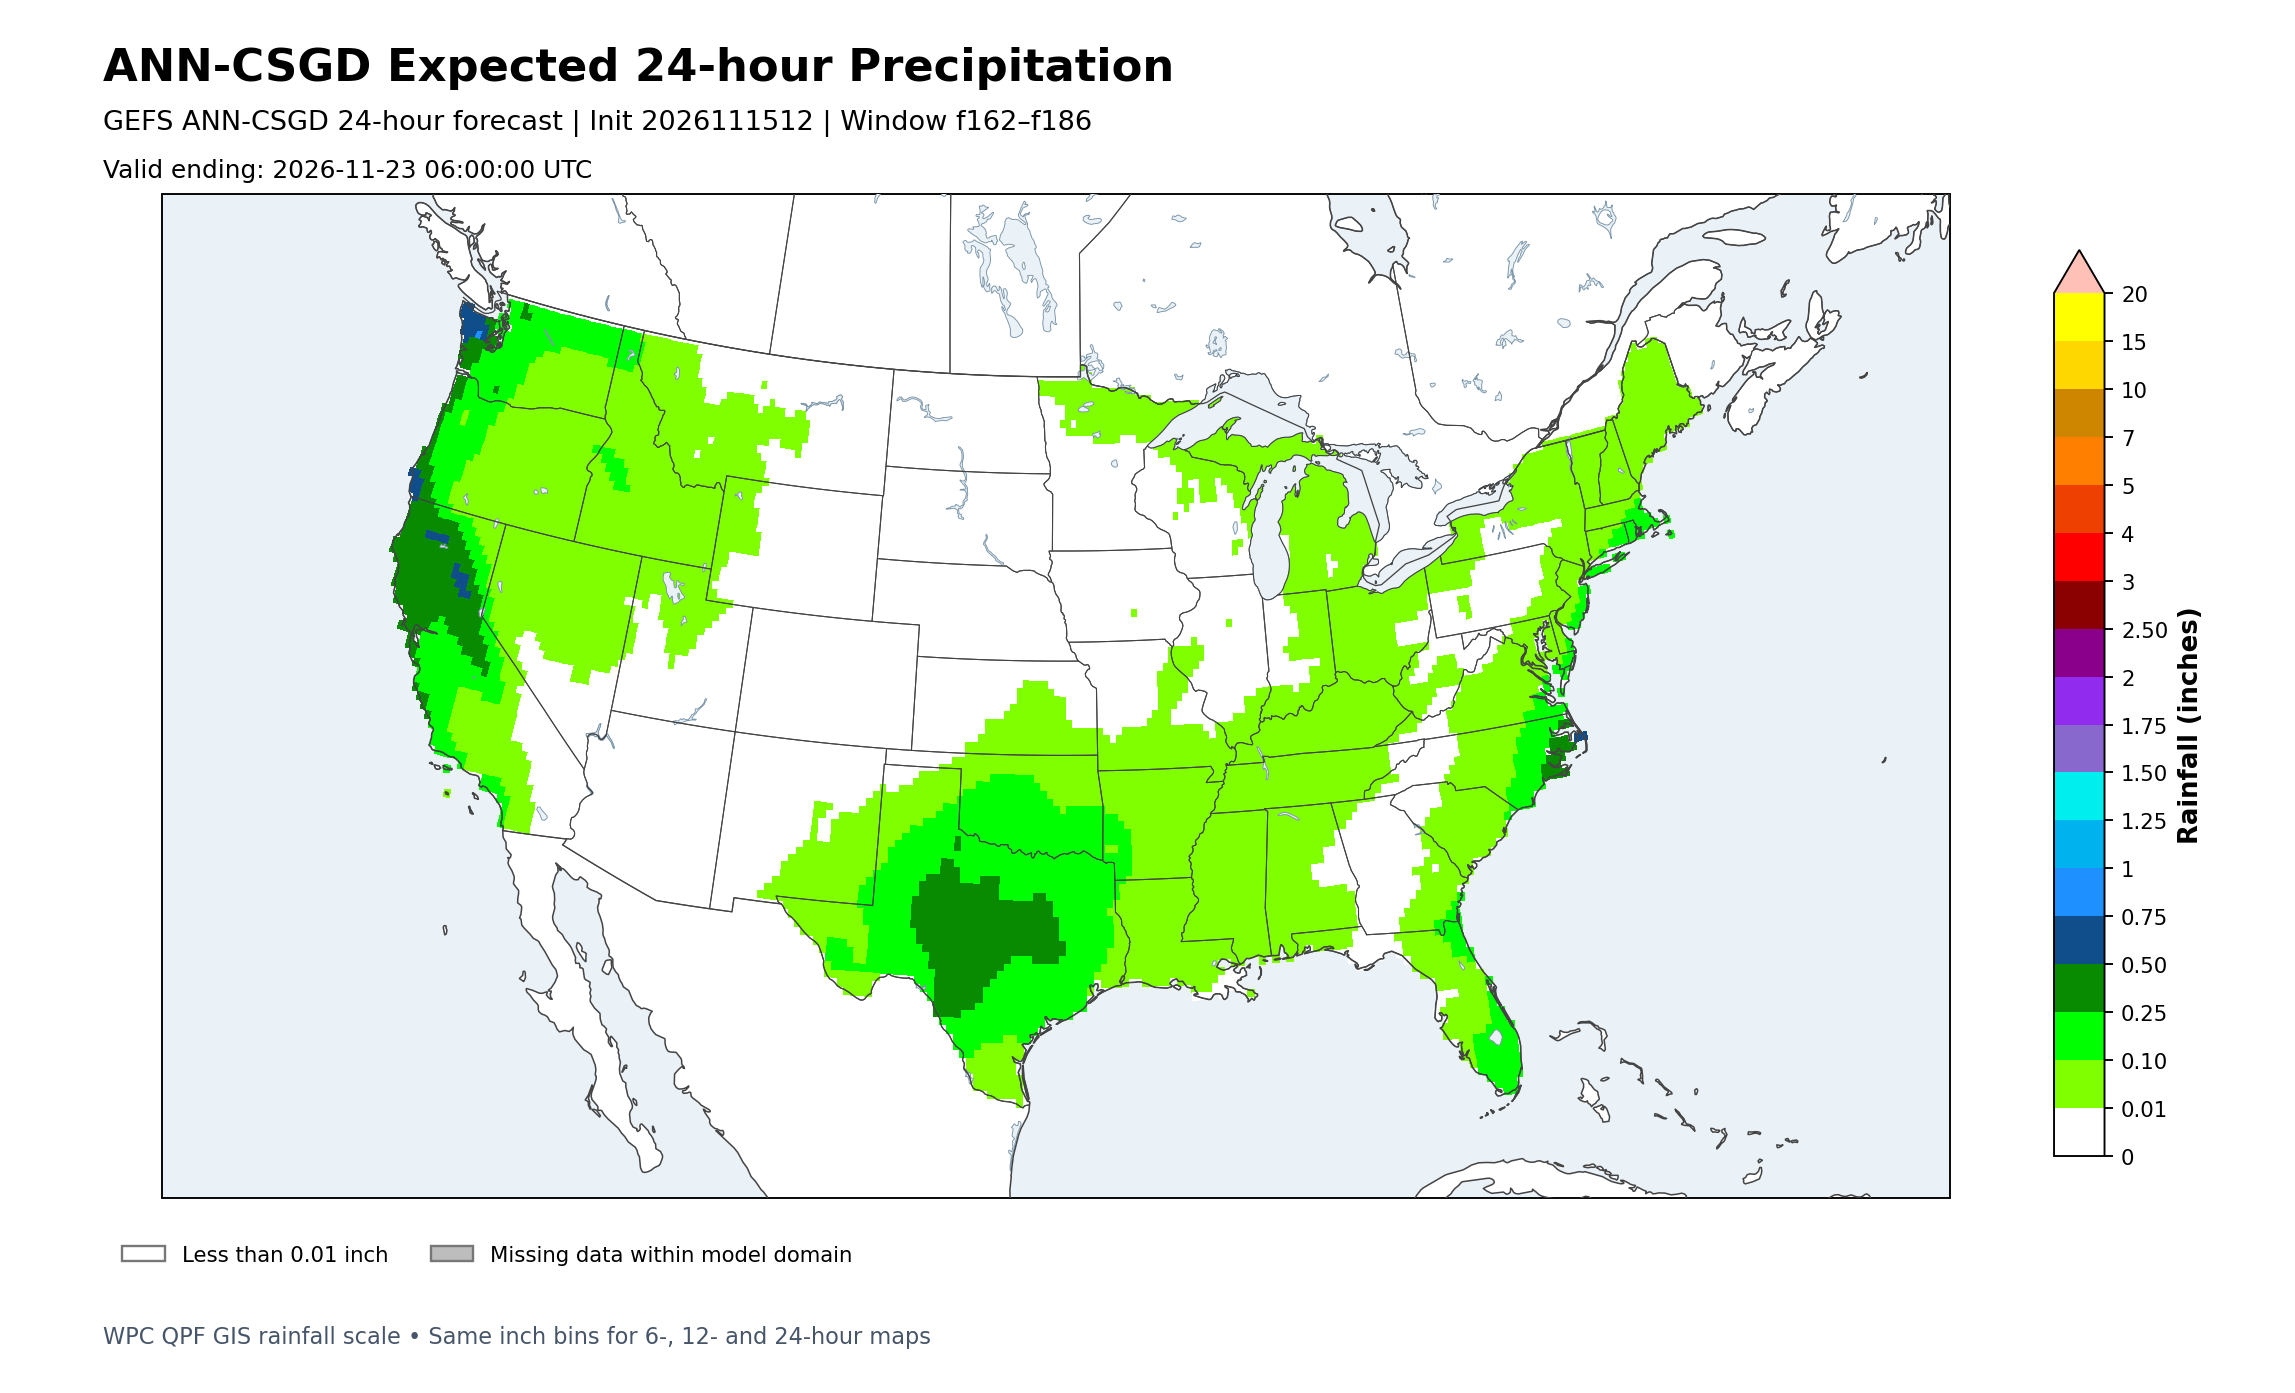 ANN-CSGD Expected 24-hour Precipitation
GEFS ANN-CSGD 24-hour forecast | Init 2026111512 | Window f162–f186
Valid ending: 2026-11-23 06:00:00 UTC
20
15
10
7
5
4
3
2.50
2
1.75
1.50
1.25
1
0.75
0.50
0.25
0.10
0.01
0
Rainfall (inches)
Less than 0.01 inch
Missing data within model domain
WPC QPF GIS rainfall scale • Same inch bins for 6-, 12- and 24-hour maps